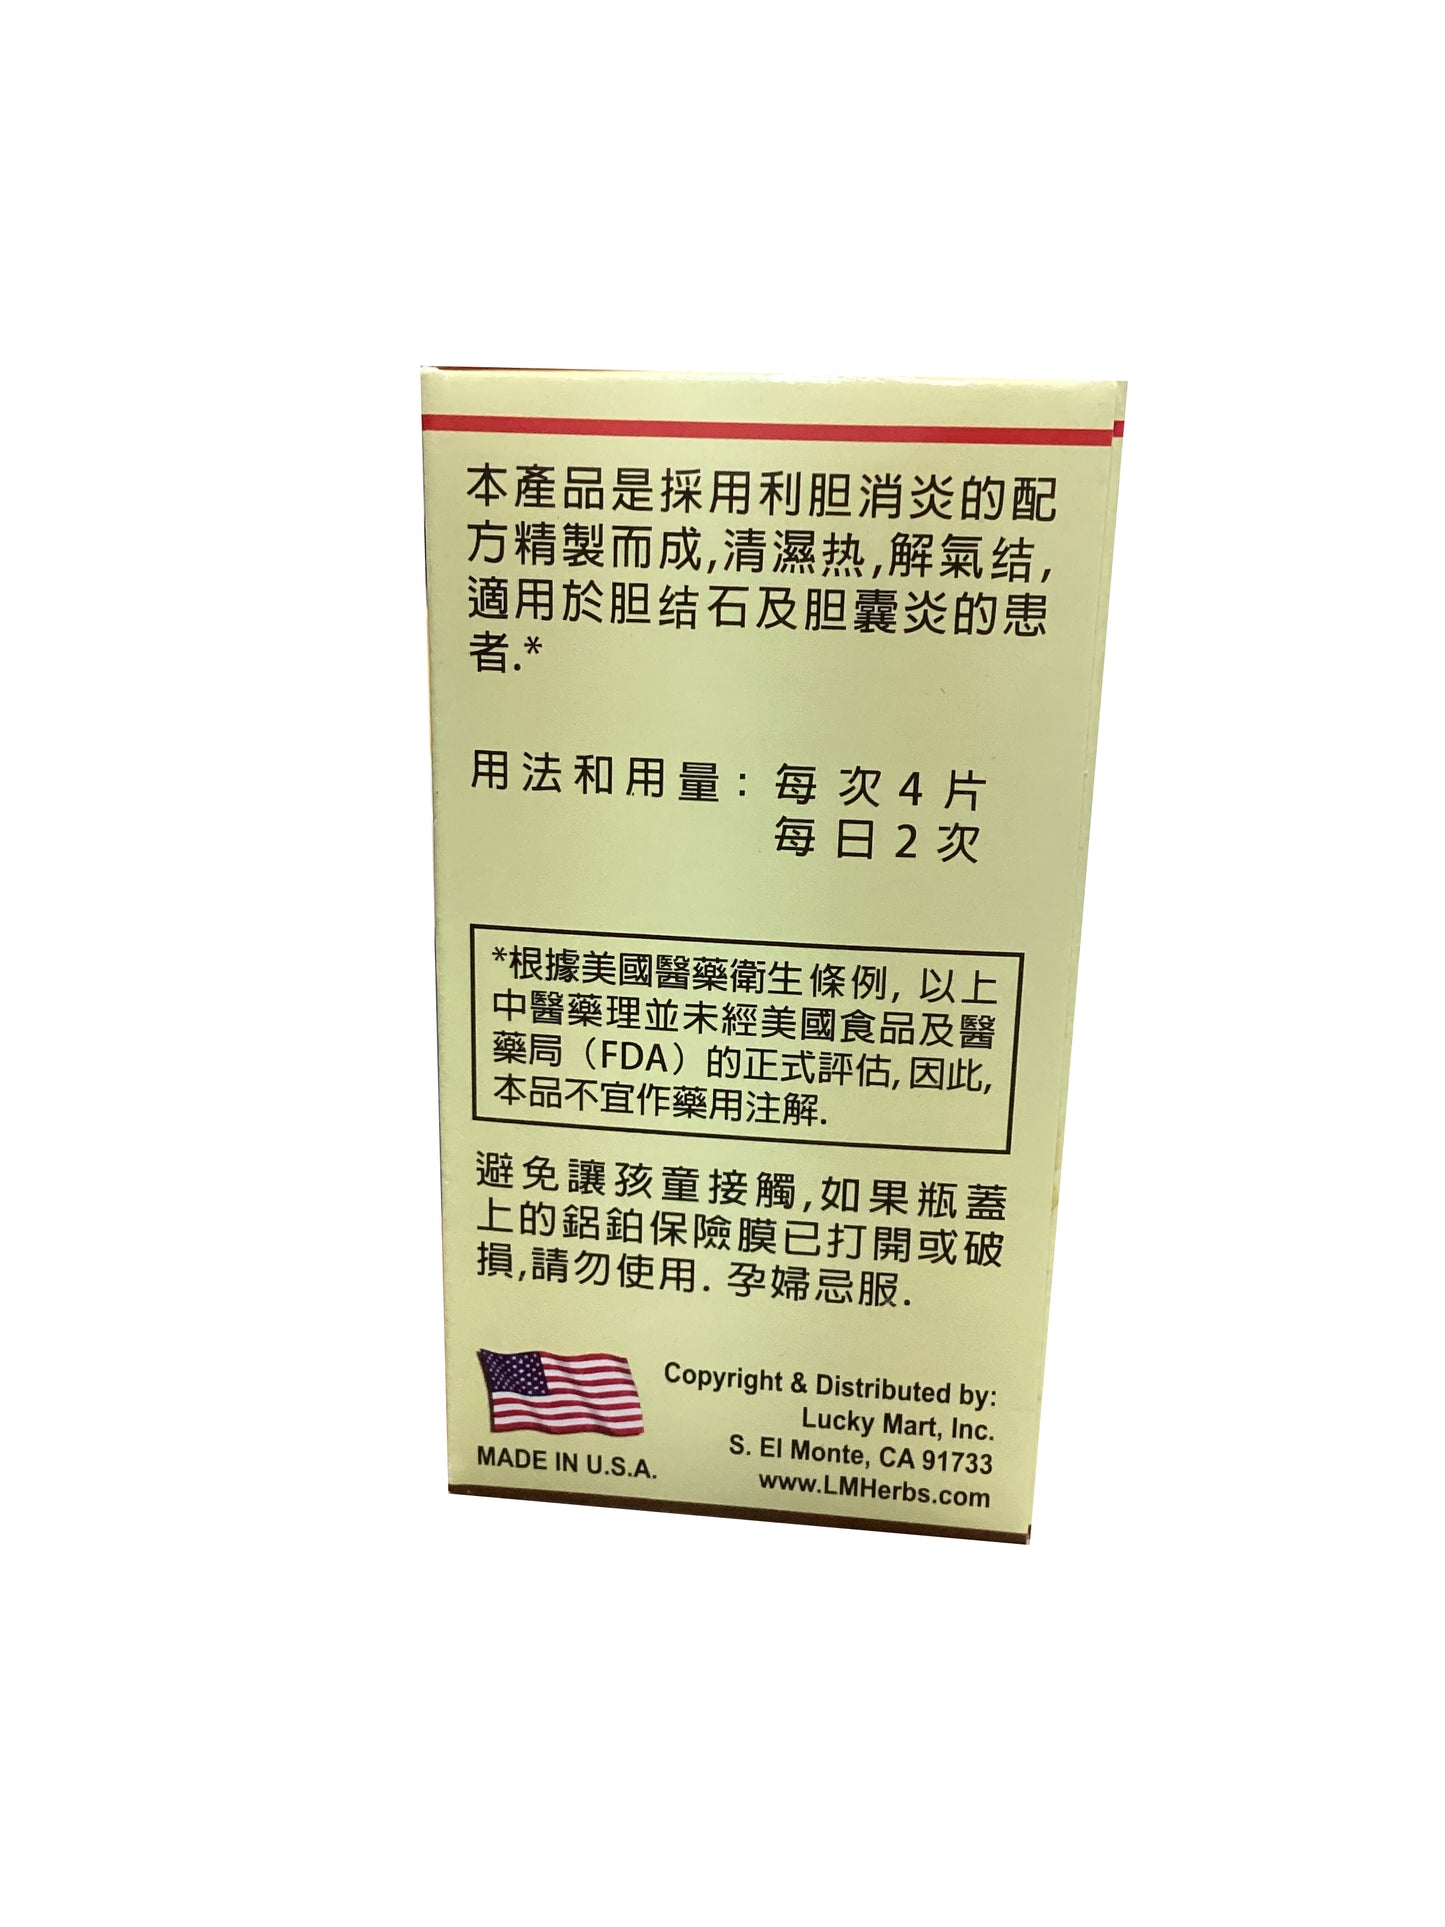 本產品是採用利胆消炎的配
方精製而成,清濕热,解氣结,
適用於胆结石及胆囊炎的患
者.*
用法和用量: 每次4片
每日2次
*根據美國醫藥衛生條例, 以上
中醫藥理並未經美國食品及醫
藥局（FDA）的正式評估, 因此,
本品不宜作藥用注解.
避免讓孩童接觸,如果瓶蓋
上的鋁鉑保險膜已打開或破
損,請勿使用. 孕婦忌服.
Copyright & Distributed by:
Lucky Mart, Inc.
S. El Monte, CA 91733
www.LMHerbs.com
MADE IN U.S.A.